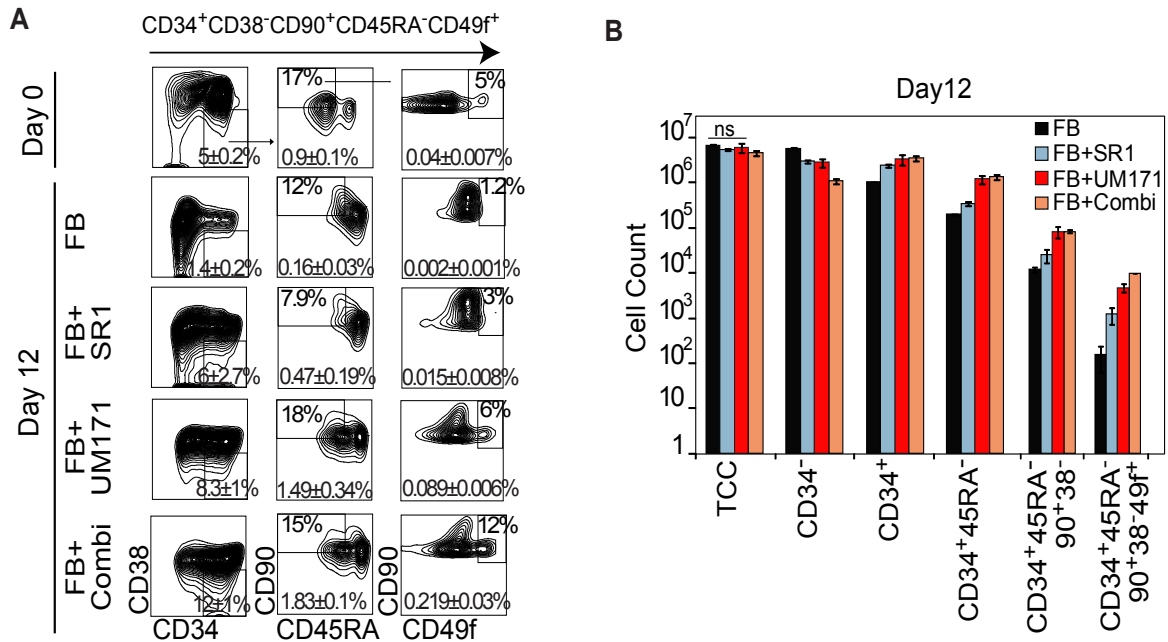 A
CD34⁺CD38⁻CD90⁺CD45RA⁻CD49f⁺
Day 0
17%
5%
5±0.2%
0.9±0.1%
0.04±0.007%
Day 12
FB
12%
1.2%
1.4±0.2%
0.16±0.03%
0.002±0.001%
FB+
SR1
7.9%
3%
6±2.7%
0.47±0.19%
0.015±0.008%
FB+
UM171
18%
6%
8.3±1%
1.49±0.34%
0.089±0.006%
FB+
Combi
15%
12%
12±1%
1.83±0.1%
0.219±0.03%
CD38
CD90
CD90
CD34
CD45RA
CD49f
B
Day12
ns
FB
FB+SR1
FB+UM171
FB+Combi
Cell Count
10⁷
10⁶
10⁵
10⁴
10³
10²
10
1
TCC
CD34⁻
CD34⁺
CD34⁺45RA⁻
CD34⁺45RA⁻
90⁺38⁻
CD34⁺45RA⁻
90⁺38⁻49f⁺